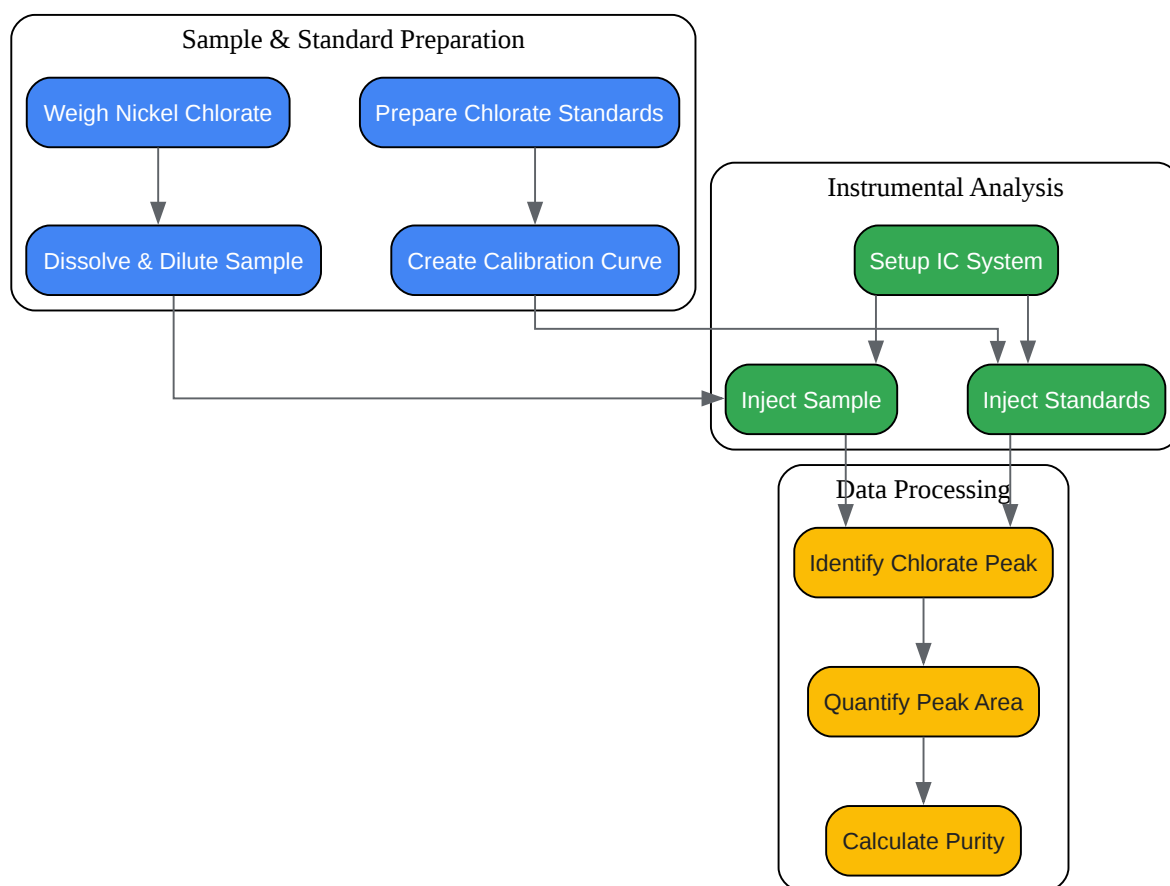 Sample & Standard Preparation
Weigh Nickel Chlorate
Prepare Chlorate Standards
Dissolve & Dilute Sample
Create Calibration Curve
Instrumental Analysis
Setup IC System
Inject Sample
Inject Standards
Data Processing
Identify Chlorate Peak
Quantify Peak Area
Calculate Purity